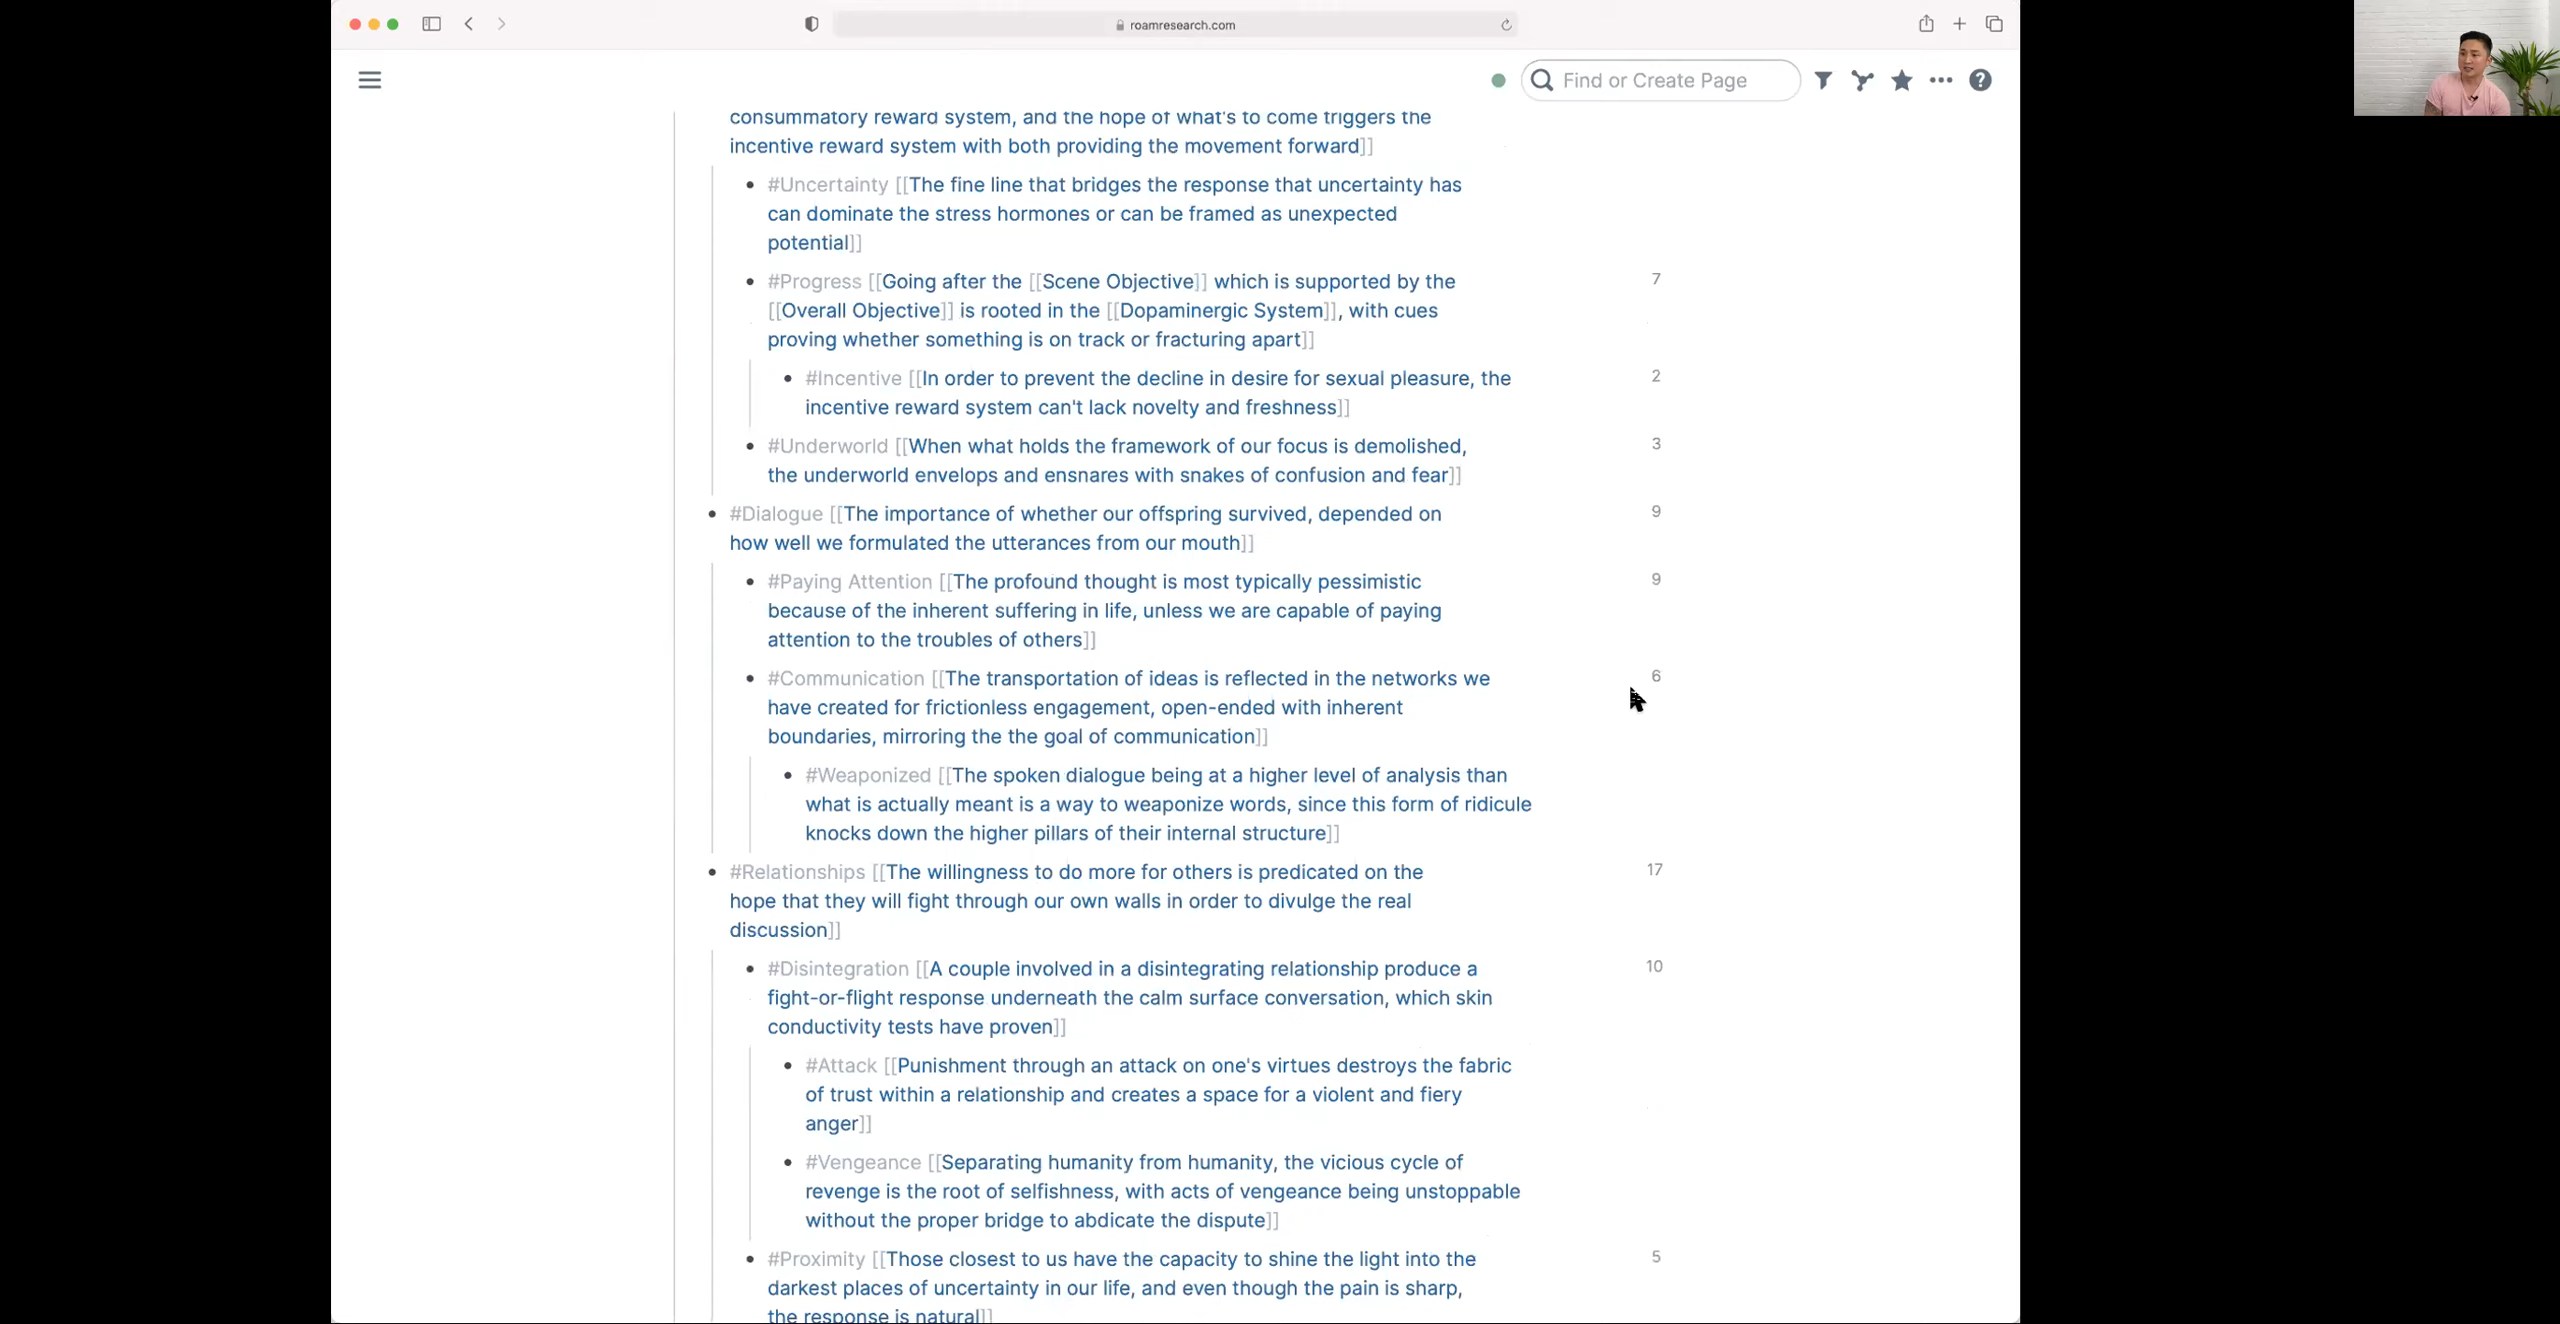 roamresearch.com
Find or Create Page
consummatory reward system, and the hope of what's to come triggers the
incentive reward system with both providing the movement forward]]
#Uncertainty [[The fine line that bridges the response that uncertainty has
can dominate the stress hormones or can be framed as unexpected
potential]]
#Progress [[Going after the [[Scene Objective]] which is supported by the
7
[[Overall Objective]] is rooted in the [[Dopaminergic System]], with cues
proving whether something is on track or fracturing apart]]
#Incentive [[In order to prevent the decline in desire for sexual pleasure, the
2
incentive reward system can't lack novelty and freshness]]
#Underworld [[When what holds the framework of our focus is demolished,
3
the underworld envelops and ensnares with snakes of confusion and fear]]
#Dialogue [[The importance of whether our offspring survived, depended on
9
how well we formulated the utterances from our mouth]]
#Paying Attention [[The profound thought is most typically pessimistic
9
because of the inherent suffering in life, unless we are capable of paying
attention to the troubles of others]]
#Communication [[The transportation of ideas is reflected in the networks we
6
have created for frictionless engagement, open-ended with inherent
boundaries, mirroring the the goal of communication]]
#Weaponized [[The spoken dialogue being at a higher level of analysis than
what is actually meant is a way to weaponize words, since this form of ridicule
knocks down the higher pillars of their internal structure]]
#Relationships [[The willingness to do more for others is predicated on the
17
hope that they will fight through our own walls in order to divulge the real
discussion]]
#Disintegration [[A couple involved in a disintegrating relationship produce a
10
fight-or-flight response underneath the calm surface conversation, which skin
conductivity tests have proven]]
#Attack [[Punishment through an attack on one's virtues destroys the fabric
of trust within a relationship and creates a space for a violent and fiery
anger]]
#Vengeance [[Separating humanity from humanity, the vicious cycle of
revenge is the root of selfishness, with acts of vengeance being unstoppable
without the proper bridge to abdicate the dispute]]
#Proximity [[Those closest to us have the capacity to shine the light into the
5
darkest places of uncertainty in our life, and even though the pain is sharp,
the response is natural]]